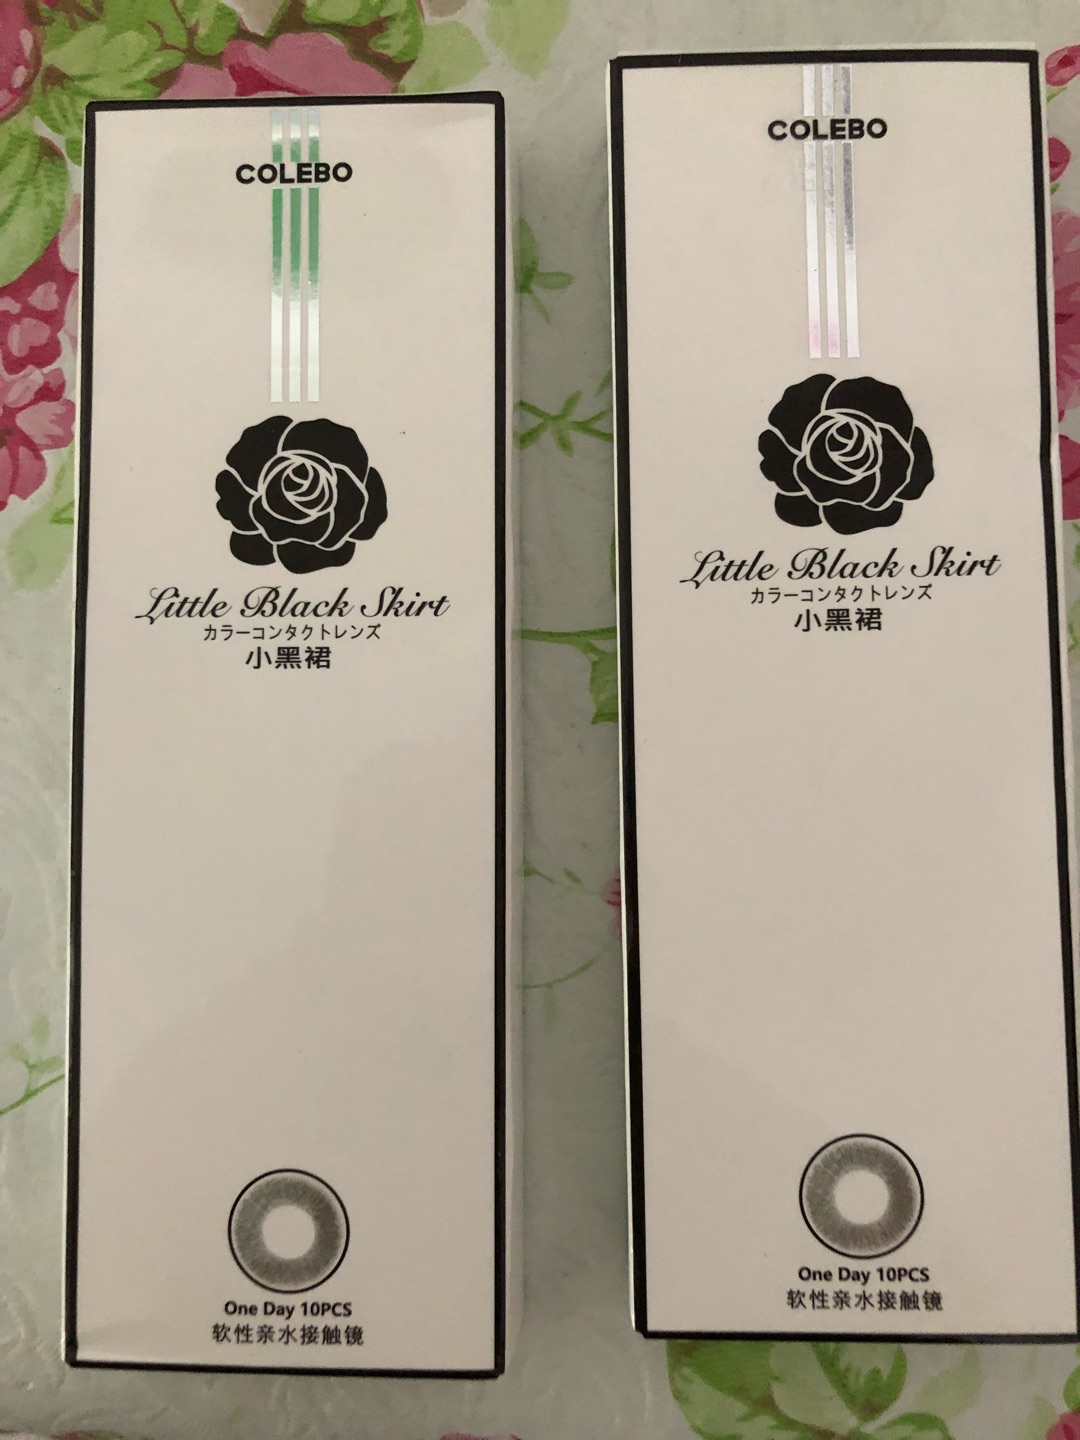 COLEBO
Little Black Skirt
カラーコンタクトレンズ
小黑裙
One Day 10PCS
软性亲水接触镜
COLEBO
Little Black Skirt
カラーコンタクトレンズ
小黑裙
One Day 10PCS
软性亲水接触镜